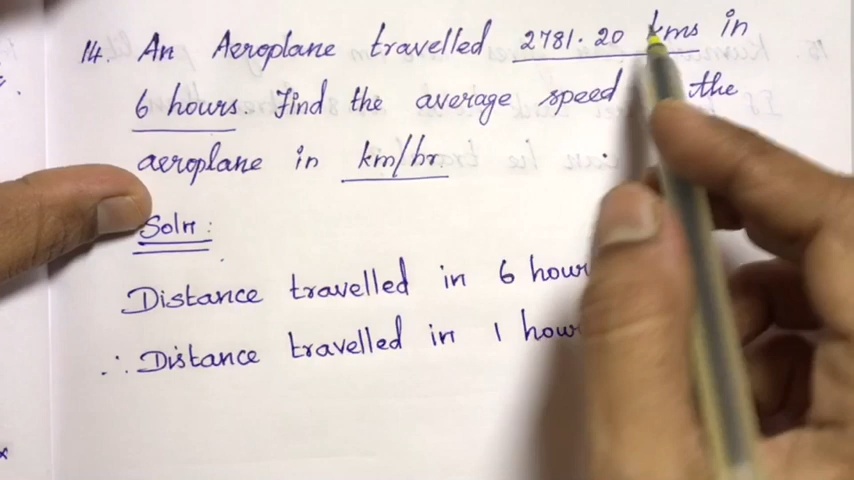 14. An Aeroplane travelled 2781.20 kms in
6 hours. Find the average speed the
aeroplane in km/hr.
Soln:
Distance travelled in 6 hour
∴ Distance travelled in 1 hou